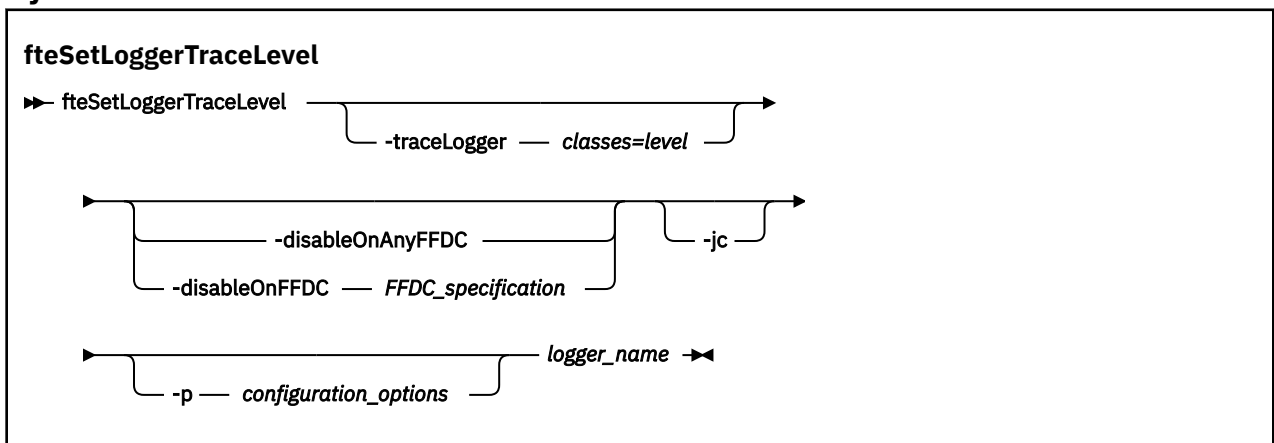 fteSetLoggerTraceLevel
fteSetLoggerTraceLevel
-traceLogger classes=level
-disableOnAnyFFDC
-jc
-disableOnFFDC FFDC_specification
logger_name
-p configuration_options